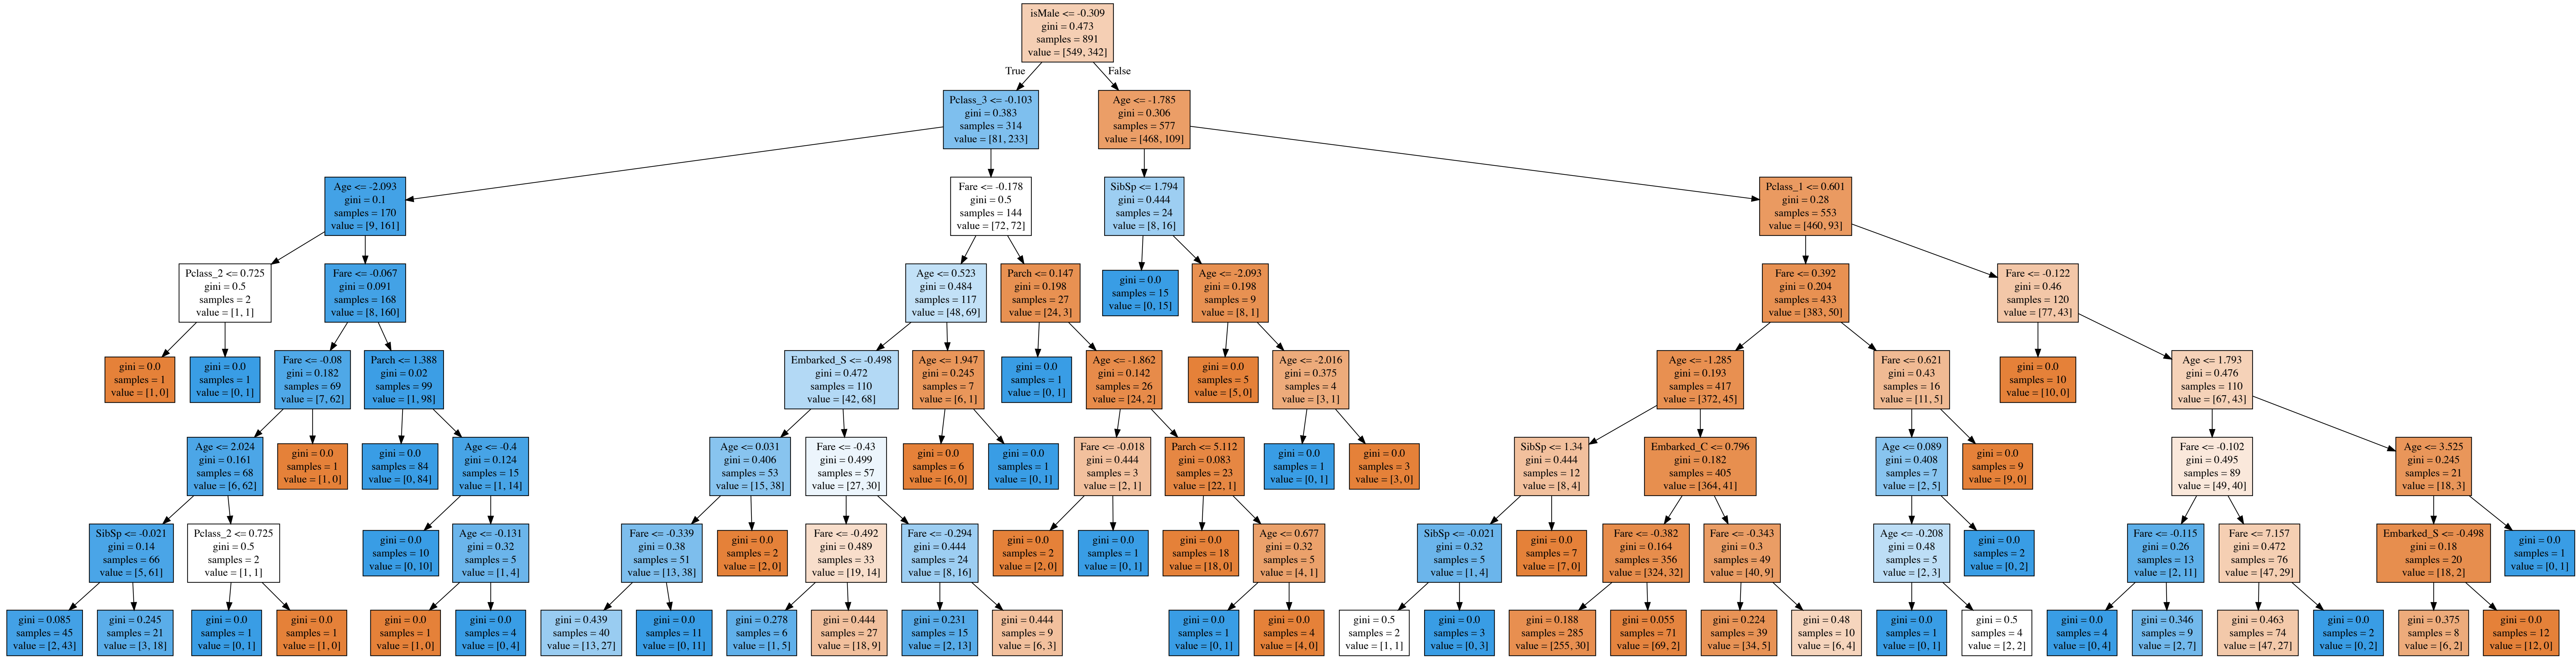 isMale <= -0.309
gini = 0.473
samples = 891
value = [549, 342]
True
False
Pclass_3 <= -0.103
gini = 0.383
samples = 314
value = [81, 233]
Age <= -1.785
gini = 0.306
samples = 577
value = [468, 109]
Age <= -2.093
gini = 0.1
samples = 170
value = [9, 161]
Fare <= -0.178
gini = 0.5
samples = 144
value = [72, 72]
SibSp <= 1.794
gini = 0.444
samples = 24
value = [8, 16]
Pclass_1 <= 0.601
gini = 0.28
samples = 553
value = [460, 93]
Pclass_2 <= 0.725
gini = 0.5
samples = 2
value = [1, 1]
Fare <= -0.067
gini = 0.091
samples = 168
value = [8, 160]
Age <= 0.523
gini = 0.484
samples = 117
value = [48, 69]
Parch <= 0.147
gini = 0.198
samples = 27
value = [24, 3]
gini = 0.0
samples = 15
value = [0, 15]
Age <= -2.093
gini = 0.198
samples = 9
value = [8, 1]
Fare <= 0.392
gini = 0.204
samples = 433
value = [383, 50]
Fare <= -0.122
gini = 0.46
samples = 120
value = [77, 43]
gini = 0.0
samples = 1
value = [1, 0]
gini = 0.0
samples = 1
value = [0, 1]
Fare <= -0.08
gini = 0.182
samples = 69
value = [7, 62]
Parch <= 1.388
gini = 0.02
samples = 99
value = [1, 98]
Embarked_S <= -0.498
gini = 0.472
samples = 110
value = [42, 68]
Age <= 1.947
gini = 0.245
samples = 7
value = [6, 1]
gini = 0.0
samples = 1
value = [0, 1]
Age <= -1.862
gini = 0.142
samples = 26
value = [24, 2]
gini = 0.0
samples = 5
value = [5, 0]
Age <= -2.016
gini = 0.375
samples = 4
value = [3, 1]
Age <= -1.285
gini = 0.193
samples = 417
value = [372, 45]
Fare <= 0.621
gini = 0.43
samples = 16
value = [11, 5]
gini = 0.0
samples = 10
value = [10, 0]
Age <= 1.793
gini = 0.476
samples = 110
value = [67, 43]
Age <= 2.024
gini = 0.161
samples = 68
value = [6, 62]
gini = 0.0
samples = 1
value = [1, 0]
gini = 0.0
samples = 84
value = [0, 84]
Age <= -0.4
gini = 0.124
samples = 15
value = [1, 14]
Age <= 0.031
gini = 0.406
samples = 53
value = [15, 38]
Fare <= -0.43
gini = 0.499
samples = 57
value = [27, 30]
gini = 0.0
samples = 6
value = [6, 0]
gini = 0.0
samples = 1
value = [0, 1]
Fare <= -0.018
gini = 0.444
samples = 3
value = [2, 1]
Parch <= 5.112
gini = 0.083
samples = 23
value = [22, 1]
gini = 0.0
samples = 1
value = [0, 1]
gini = 0.0
samples = 3
value = [3, 0]
SibSp <= 1.34
gini = 0.444
samples = 12
value = [8, 4]
Embarked_C <= 0.796
gini = 0.182
samples = 405
value = [364, 41]
Age <= 0.089
gini = 0.408
samples = 7
value = [2, 5]
gini = 0.0
samples = 9
value = [9, 0]
Fare <= -0.102
gini = 0.495
samples = 89
value = [49, 40]
Age <= 3.525
gini = 0.245
samples = 21
value = [18, 3]
SibSp <= -0.021
gini = 0.14
samples = 66
value = [5, 61]
Pclass_2 <= 0.725
gini = 0.5
samples = 2
value = [1, 1]
gini = 0.0
samples = 10
value = [0, 10]
Age <= -0.131
gini = 0.32
samples = 5
value = [1, 4]
Fare <= -0.339
gini = 0.38
samples = 51
value = [13, 38]
gini = 0.0
samples = 2
value = [2, 0]
Fare <= -0.492
gini = 0.489
samples = 33
value = [19, 14]
Fare <= -0.294
gini = 0.444
samples = 24
value = [8, 16]
gini = 0.0
samples = 2
value = [2, 0]
gini = 0.0
samples = 1
value = [0, 1]
gini = 0.0
samples = 18
value = [18, 0]
Age <= 0.677
gini = 0.32
samples = 5
value = [4, 1]
SibSp <= -0.021
gini = 0.32
samples = 5
value = [1, 4]
gini = 0.0
samples = 7
value = [7, 0]
Fare <= -0.382
gini = 0.164
samples = 356
value = [324, 32]
Fare <= -0.343
gini = 0.3
samples = 49
value = [40, 9]
Age <= -0.208
gini = 0.48
samples = 5
value = [2, 3]
gini = 0.0
samples = 2
value = [0, 2]
Fare <= -0.115
gini = 0.26
samples = 13
value = [2, 11]
Fare <= 7.157
gini = 0.472
samples = 76
value = [47, 29]
Embarked_S <= -0.498
gini = 0.18
samples = 20
value = [18, 2]
gini = 0.0
samples = 1
value = [0, 1]
gini = 0.085
samples = 45
value = [2, 43]
gini = 0.245
samples = 21
value = [3, 18]
gini = 0.0
samples = 1
value = [0, 1]
gini = 0.0
samples = 1
value = [1, 0]
gini = 0.0
samples = 1
value = [1, 0]
gini = 0.0
samples = 4
value = [0, 4]
gini = 0.439
samples = 40
value = [13, 27]
gini = 0.0
samples = 11
value = [0, 11]
gini = 0.278
samples = 6
value = [1, 5]
gini = 0.444
samples = 27
value = [18, 9]
gini = 0.231
samples = 15
value = [2, 13]
gini = 0.444
samples = 9
value = [6, 3]
gini = 0.0
samples = 1
value = [0, 1]
gini = 0.0
samples = 4
value = [4, 0]
gini = 0.5
samples = 2
value = [1, 1]
gini = 0.0
samples = 3
value = [0, 3]
gini = 0.188
samples = 285
value = [255, 30]
gini = 0.055
samples = 71
value = [69, 2]
gini = 0.224
samples = 39
value = [34, 5]
gini = 0.48
samples = 10
value = [6, 4]
gini = 0.0
samples = 1
value = [0, 1]
gini = 0.5
samples = 4
value = [2, 2]
gini = 0.0
samples = 4
value = [0, 4]
gini = 0.346
samples = 9
value = [2, 7]
gini = 0.463
samples = 74
value = [47, 27]
gini = 0.0
samples = 2
value = [0, 2]
gini = 0.375
samples = 8
value = [6, 2]
gini = 0.0
samples = 12
value = [12, 0]